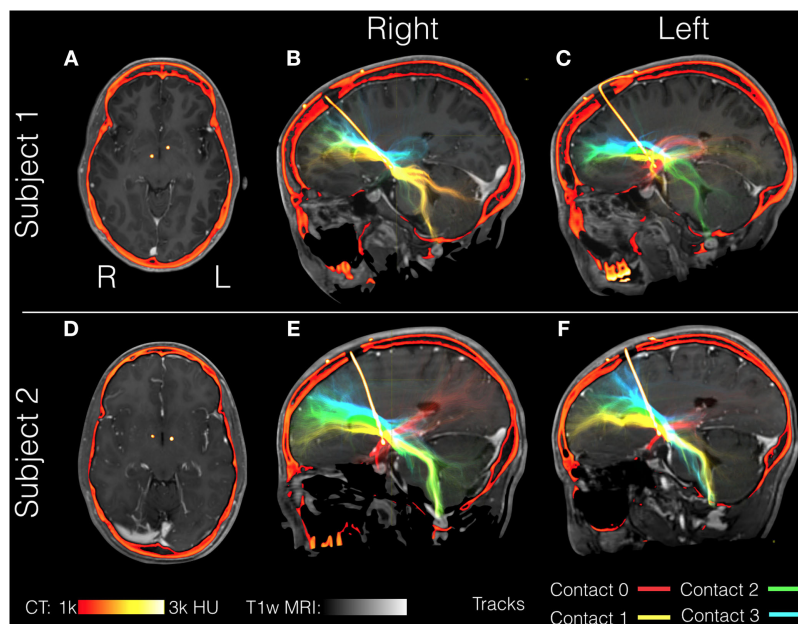 Right Left
A B C
Subject 1
R L
D E F
Subject 2
CT: 1k 3k HU T1w MRI: Tracks Contact 0 Contact 2
Contact 1 Contact 3